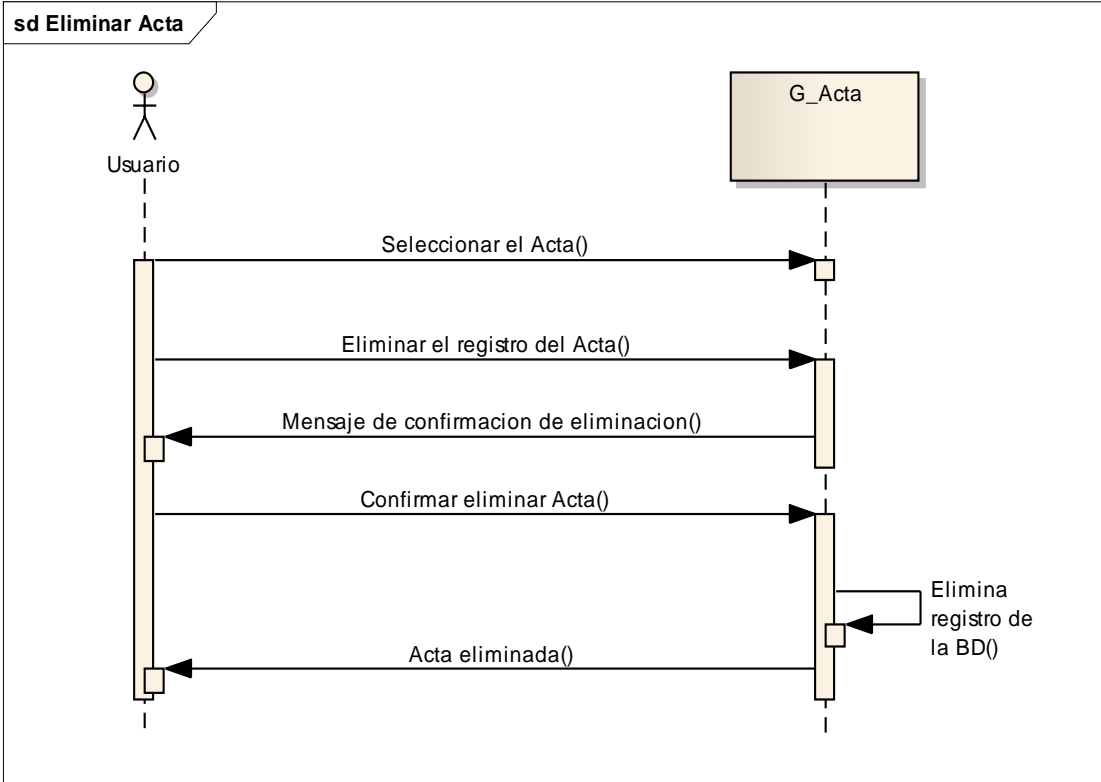 sd Eliminar Acta
Usuario
G_Acta
Seleccionar el Acta()
Eliminar el registro del Acta()
Mensaje de confirmacion de eliminacion()
Confirmar eliminar Acta()
Elimina
registro de
la BD()
Acta eliminada()